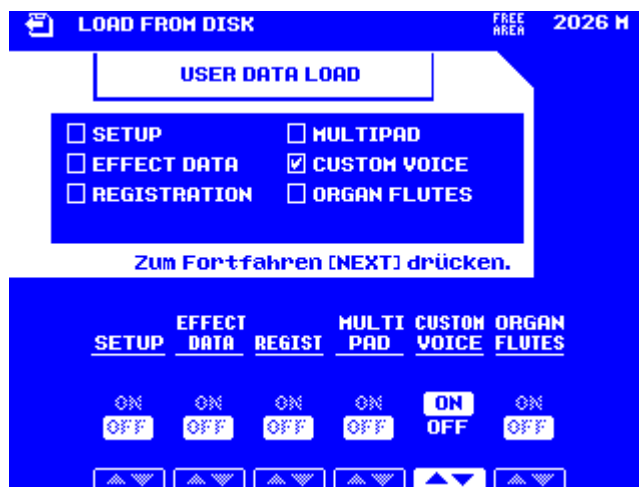 LOAD FROM DISK FREE AREA 2026 M
USER DATA LOAD
SETUP MULTIPAD
EFFECT DATA CUSTOM VOICE
REGISTRATION ORGAN FLUTES
Zum Fortfahren [NEXT] drücken.
SETUP EFFECT DATA REGIST MULTI PAD CUSTOM VOICE ORGAN FLUTES
ON ON ON ON ON ON
OFF OFF OFF OFF OFF OFF